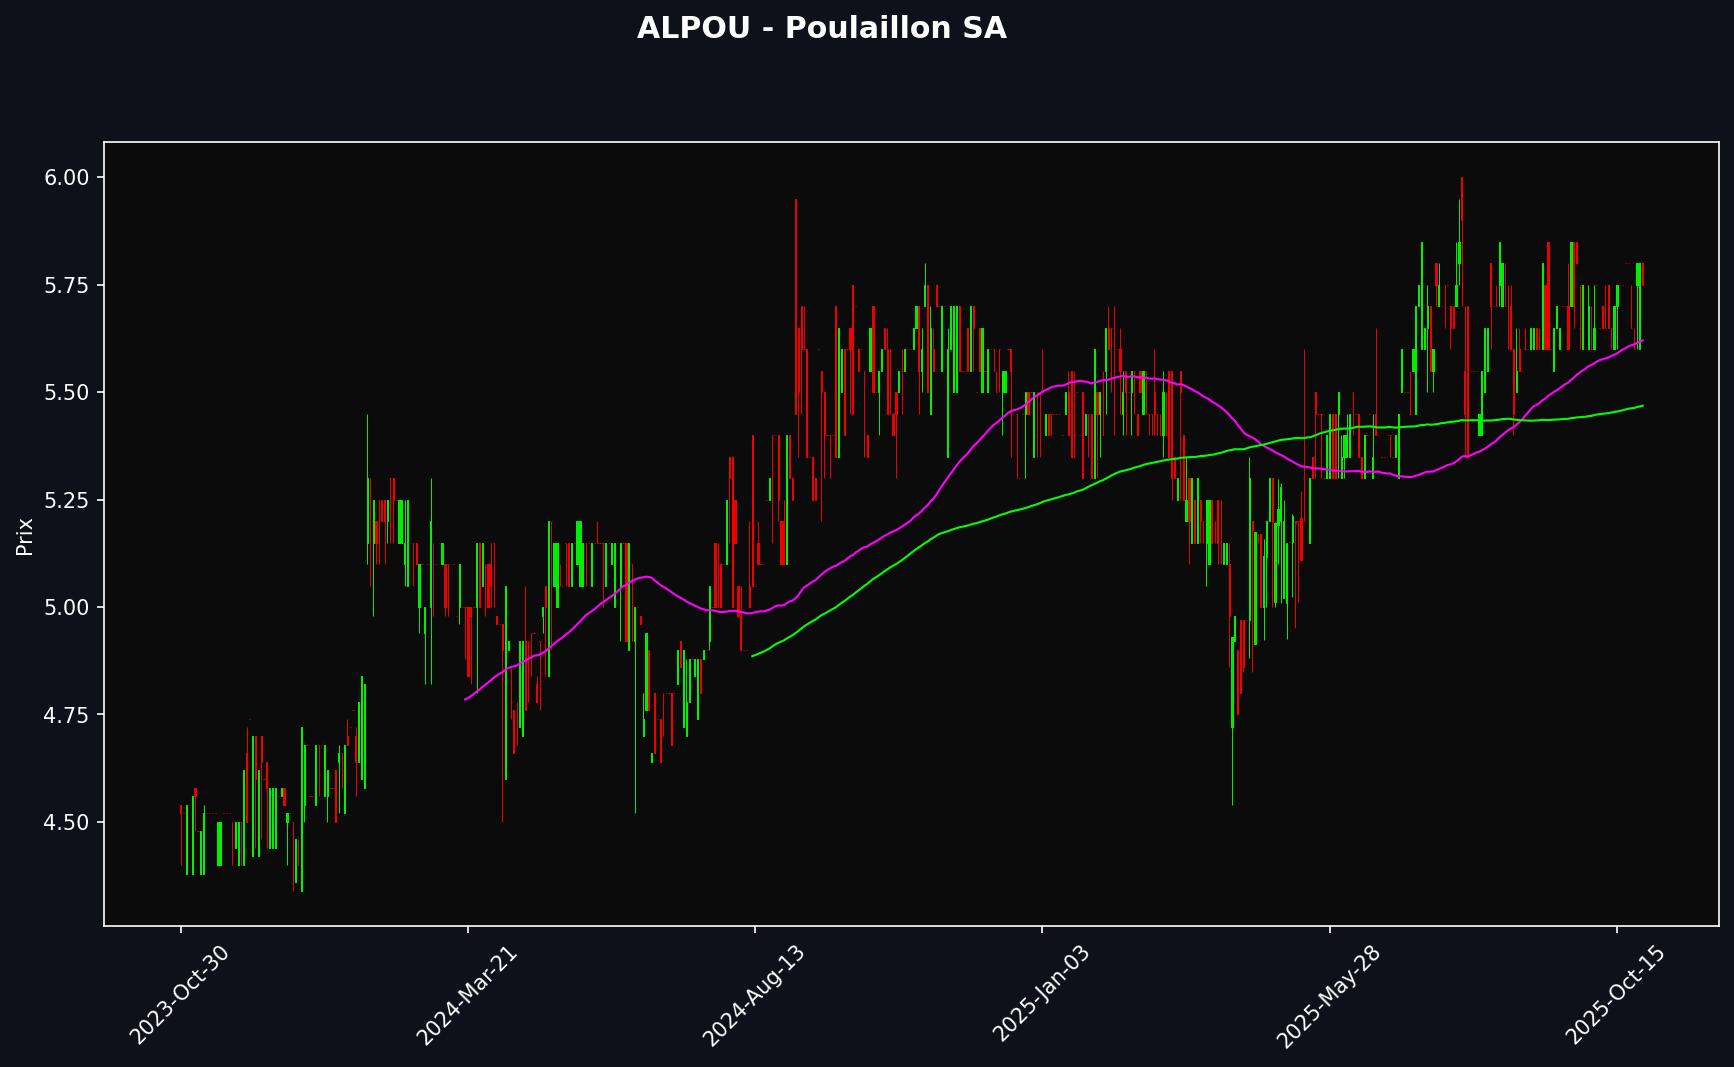 ALPOU - Poulaillon SA
6.00
5.75
5.50
5.25
5.00
4.75
4.50
Prix
2023-Oct-30
2024-Mar-21
2024-Aug-13
2025-Jan-03
2025-May-28
2025-Oct-15